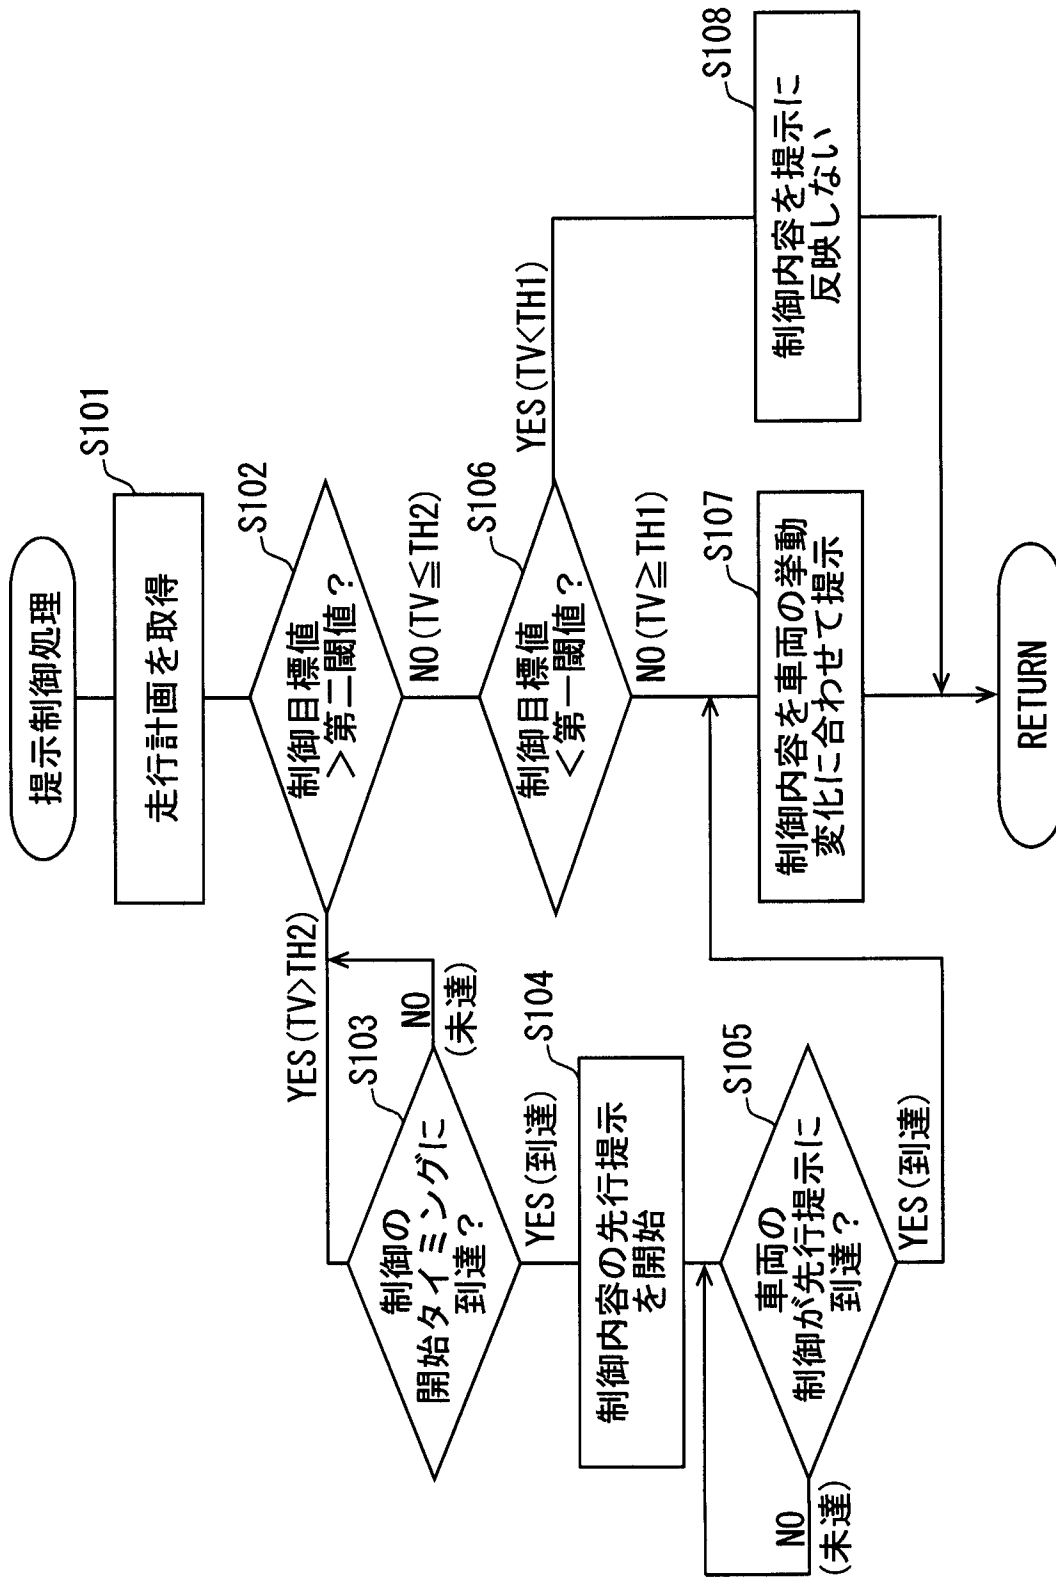 提示制御処理
S101
走行計画を取得
S102
制御目標値
>第二閾値?
YES(TV>TH2)
NO(TV≦TH2)
S103
制御の
開始タイミングに
到達?
NO
(未達)
YES(到達)
S104
制御内容の先行提示
を開始
S105
車両の
制御が先行提示に
到達?
NO
(未達)
YES(到達)
S106
制御目標値
<第一閾値?
YES(TV<TH1)
NO(TV≧TH1)
S107
制御内容を車両の挙動
変化に合わせて提示
S108
制御内容を提示に
反映しない
RETURN